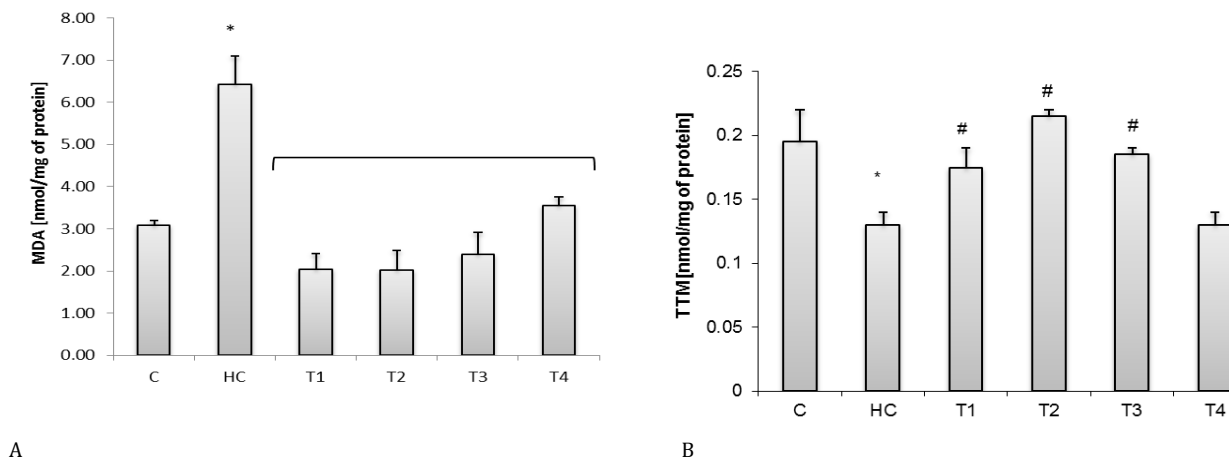 MDA [nmol/mg of protein]
8.00
7.00
6.00
5.00
4.00
3.00
2.00
1.00
0.00
*
C HC T1 T2 T3 T4
A
TTM[nmol/mg of protein]
0.25
0.2
0.15
0.1
0.05
0
* # # #
C HC T1 T2 T3 T4
B